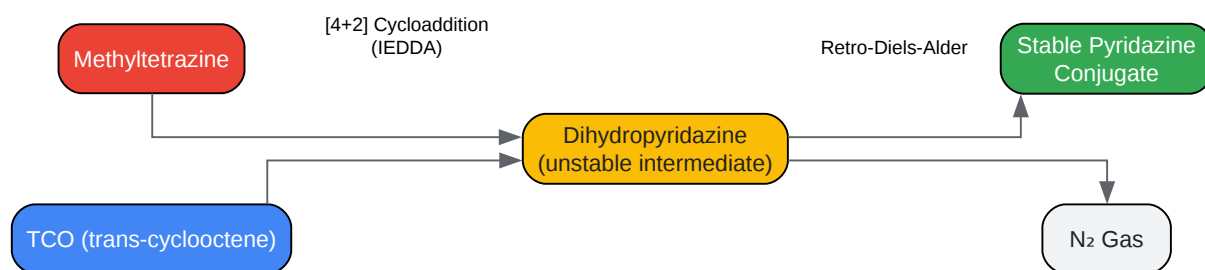 [4+2] Cycloaddition
(IEDDA)
Methyltetrazine
Retro-Diels-Alder
Stable Pyridazine
Conjugate
Dihydropyridazine
(unstable intermediate)
TCO (trans-cyclooctene)
N₂ Gas